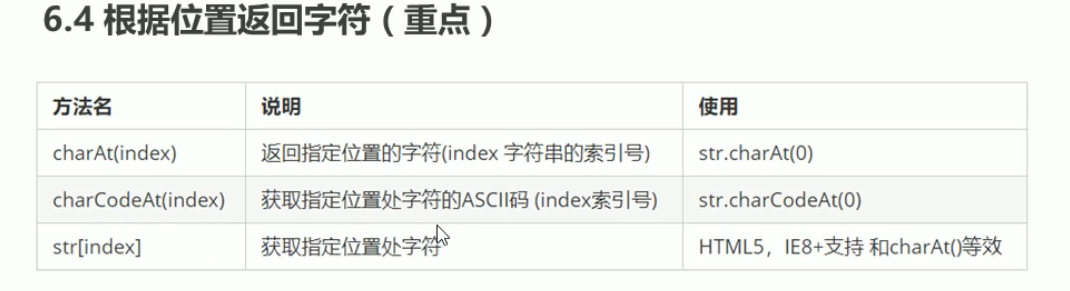 6.4 根据位置返回字符（重点）
方法名 说明 使用
charAt(index) 返回指定位置的字符(index 字符串的索引号) str.charAt(0)
charCodeAt(index) 获取指定位置处字符的ASCII码 (index索引号) str.charCodeAt(0)
str[index] 获取指定位置处字符 HTML5，IE8+支持 和charAt()等效